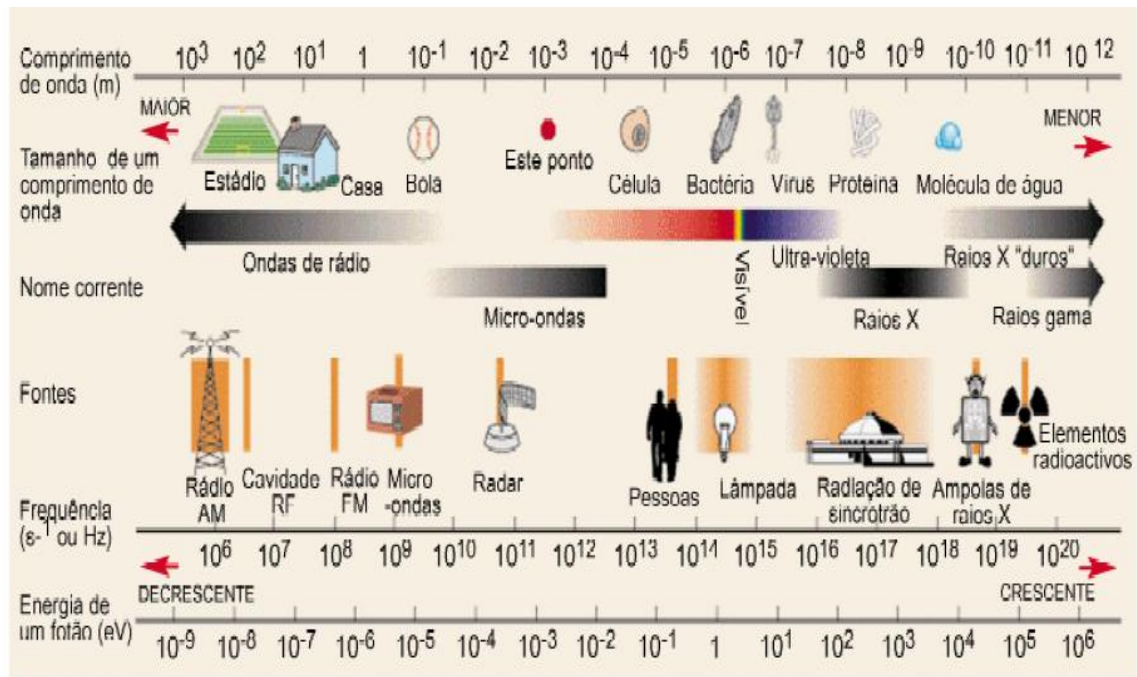 Comprimento de onda (m)
10³ 10² 10¹ 1 10⁻¹ 10⁻² 10⁻³ 10⁻⁴ 10⁻⁵ 10⁻⁶ 10⁻⁷ 10⁻⁸ 10⁻⁹ 10⁻¹⁰ 10⁻¹¹ 10⁻¹²
MAIOR
MENOR
Tamanho de um
comprimento de
onda
Estádio
Casa
Bola
Este ponto
Célula
Bactéria
Virus
Proteína
Molécula de água
Ondas de rádio
Visível
Ultra-violeta
Raios X "duros"
Nome corrente
Micro-ondas
Raios X
Raios gama
Fontes
Rádio
AM
Cavidade
RF
Rádio
FM
Micro
-ondas
Radar
Pessoas
Lâmpada
Radiação de
sincrotrão
Ampolas de
raios X
Elementos
radioactivos
Frequência
(s-¹ ou Hz)
10⁶ 10⁷ 10⁸ 10⁹ 10¹⁰ 10¹¹ 10¹² 10¹³ 10¹⁴ 10¹⁵ 10¹⁶ 10¹⁷ 10¹⁸ 10¹⁹ 10²⁰
DECRESCENTE
CRESCENTE
Energia de
um fotão (eV)
10⁻⁹ 10⁻⁸ 10⁻⁷ 10⁻⁶ 10⁻⁵ 10⁻⁴ 10⁻³ 10⁻² 10⁻¹ 1 10¹ 10² 10³ 10⁴ 10⁵ 10⁶